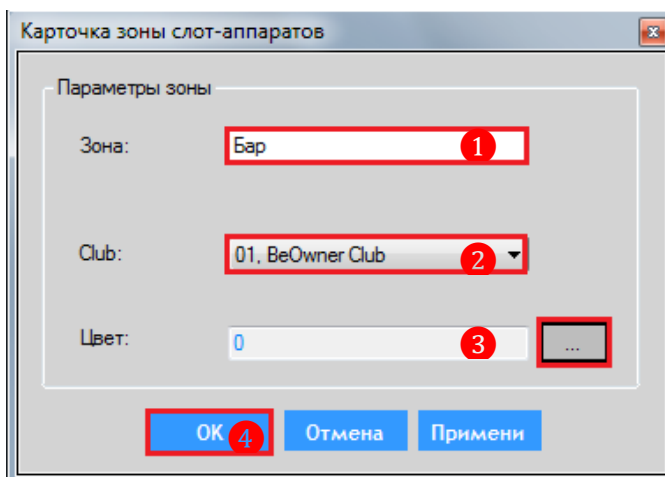 Карточка зоны слот-аппаратов
x
Параметры зоны
Зона: Бар 1
Club: 01, BeOwner Club 2
Цвет: 0 3 ...
OK 4 Отмена Примени